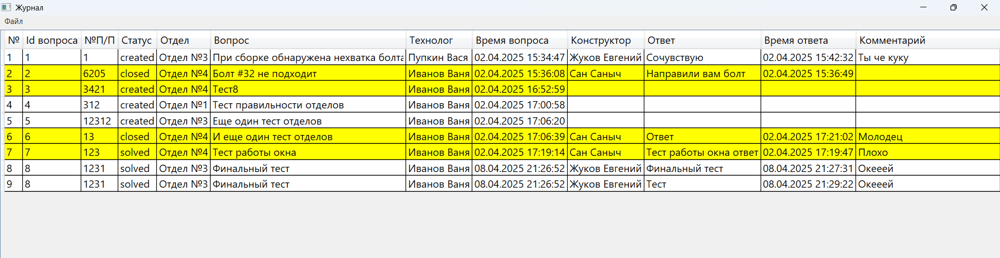 Журнал
Файл
№ Id вопроса №П/П Статус Отдел Вопрос Технолог Время вопроса Конструктор Ответ Время ответа Комментарий
1 1 1 created Отдел №3 При сборке обнаружена нехватка болта Пупкин Вася 02.04.2025 15:34:47 Жуков Евгений Сочувствую 02.04.2025 15:42:32 Ты че куку
2 2 6205 closed Отдел №4 Болт #32 не подходит Иванов Ваня 02.04.2025 15:36:08 Сан Саныч Направили вам болт 02.04.2025 15:36:49
3 3 3421 created Отдел №4 Тест8 Иванов Ваня 02.04.2025 16:52:59
4 4 312 created Отдел №1 Тест правильности отделов Иванов Ваня 02.04.2025 17:00:58
5 5 12312 created Отдел №3 Еще один тест отделов Иванов Ваня 02.04.2025 17:06:20
6 6 13 closed Отдел №4 И еще один тест отделов Иванов Ваня 02.04.2025 17:06:39 Сан Саныч Ответ 02.04.2025 17:21:02 Молодец
7 7 123 solved Отдел №4 Тест работы окна Иванов Ваня 02.04.2025 17:19:14 Сан Саныч Тест работы окна ответ 02.04.2025 17:19:47 Плохо
8 8 1231 solved Отдел №3 Финальный тест Иванов Ваня 08.04.2025 21:26:52 Жуков Евгений Финальный тест 08.04.2025 21:27:31 Океeей
9 8 1231 solved Отдел №3 Финальный тест Иванов Ваня 08.04.2025 21:26:52 Жуков Евгений Тест 08.04.2025 21:29:22 Океeей